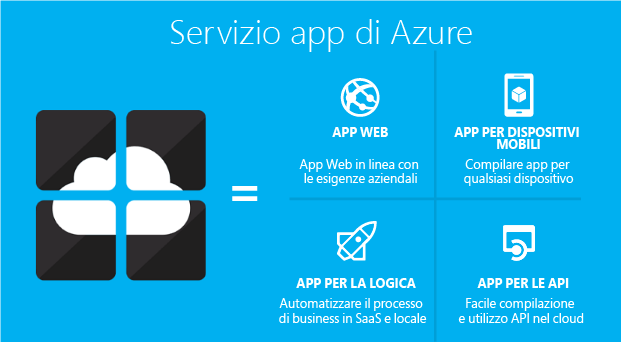 Servizio app di Azure
=
APP WEB
App Web in linea con
le esigenze aziendali
APP PER DISPOSITIVI
MOBILI
Compilare app per
qualsiasi dispositivo
APP PER LA LOGICA
Automatizzare il processo
di business in SaaS e locale
APP PER LE API
Facile compilazione
e utilizzo API nel cloud